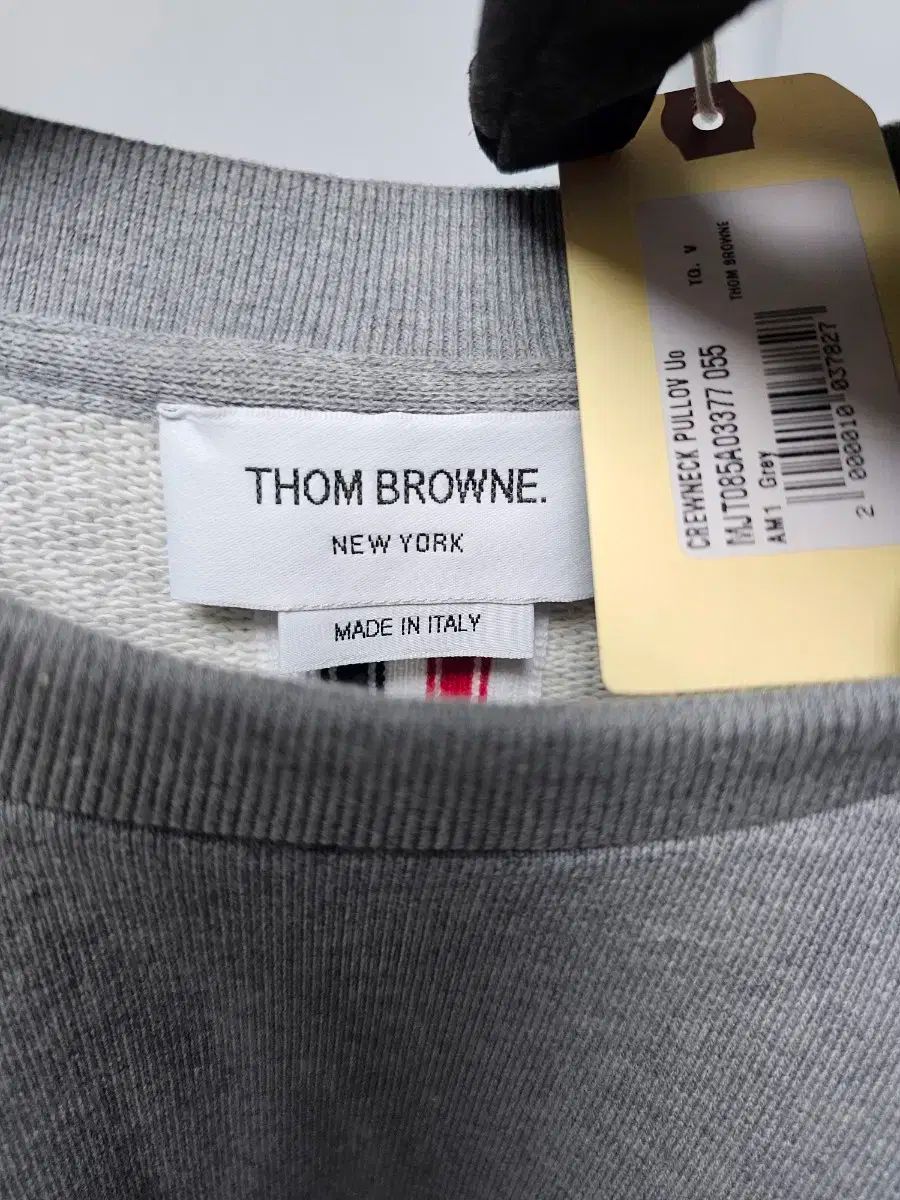 THOM BROWNE.
NEW YORK
MADE IN ITALY
CREWNECK PULLOV Uo
TG. V
MJT085A03377 055
THOM BROWNE
AM1 Grey
2 000010 037827